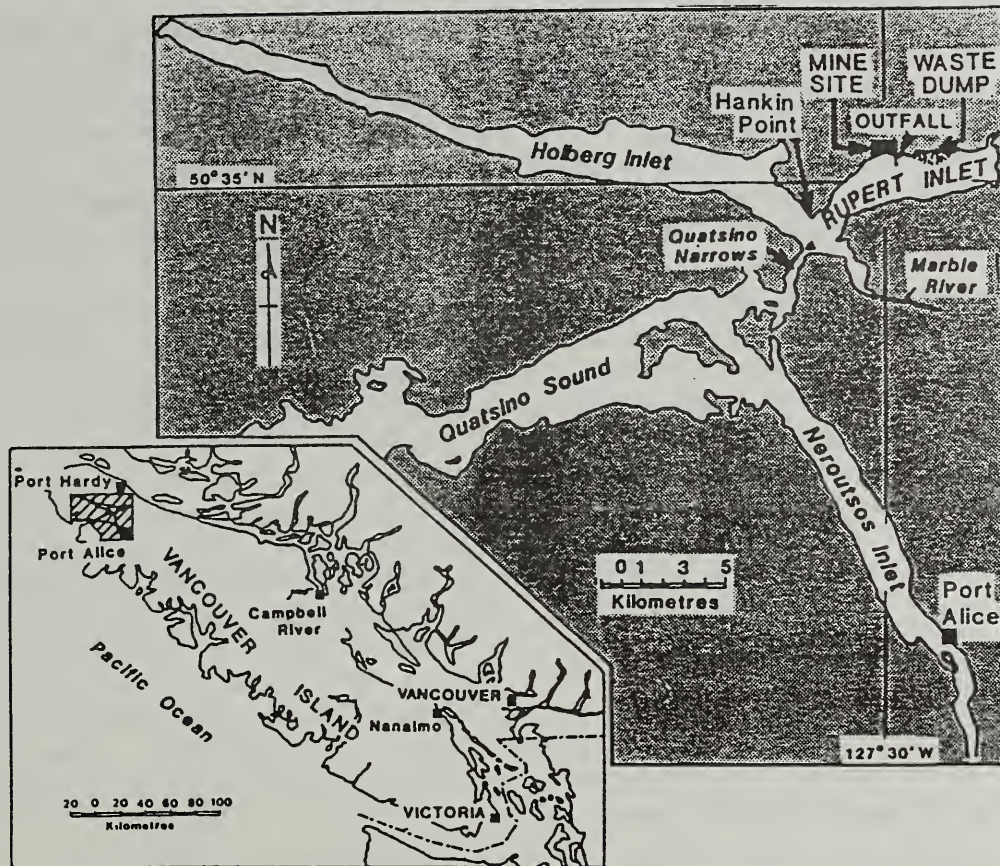 MINE
SITE
WASTE
DUMP
Hankin
Point
OUTFALL
Holberg Inlet
RUPERT INLET
50° 35' N
N
Quatsino
Narrows
Marble
River
Quatsino Sound
Neroutsos Inlet
0 1 3 5
Kilometres
Port
Alice
127° 30' W
Port Hardy
Port Alice
VANCOUVER
ISLAND
Campbell
River
Pacific Ocean
VANCOUVER
Nanaimo
VICTORIA
20 0 20 40 60 80 100
Kilometres